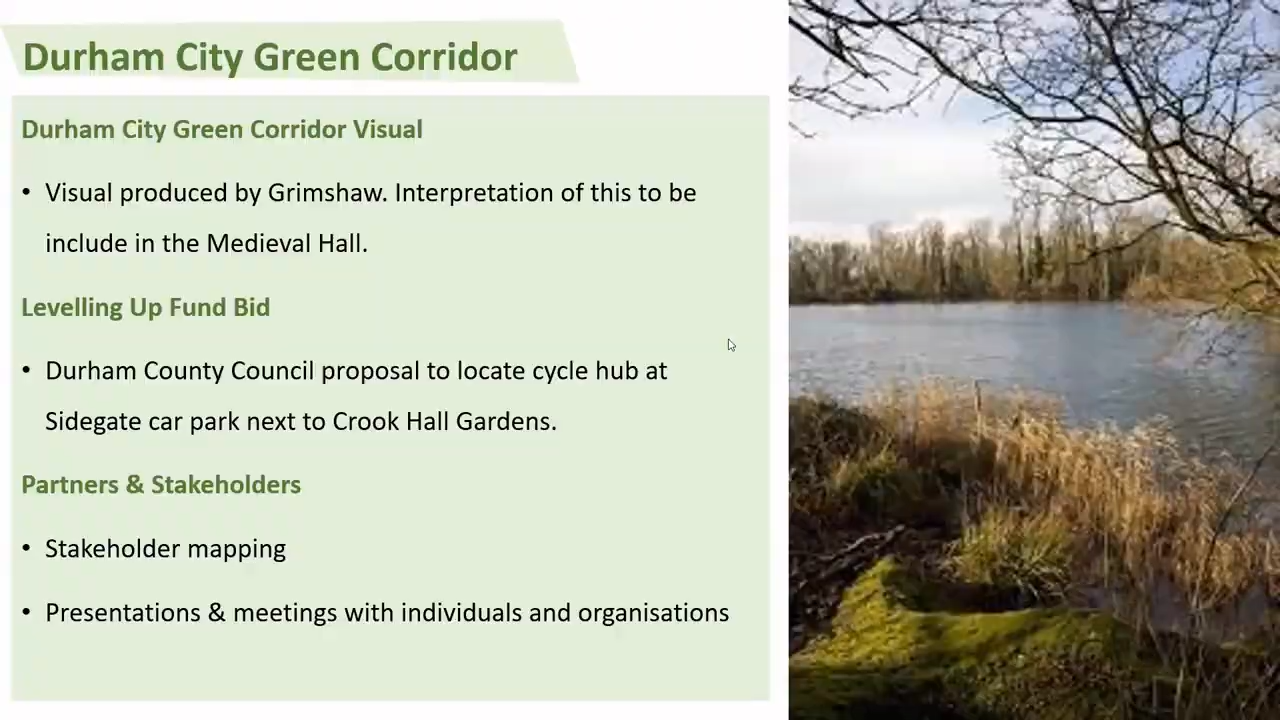 Durham City Green Corridor
Durham City Green Corridor Visual
• Visual produced by Grimshaw. Interpretation of this to be
include in the Medieval Hall.
Levelling Up Fund Bid
• Durham County Council proposal to locate cycle hub at
Sidegate car park next to Crook Hall Gardens.
Partners & Stakeholders
• Stakeholder mapping
• Presentations & meetings with individuals and organisations